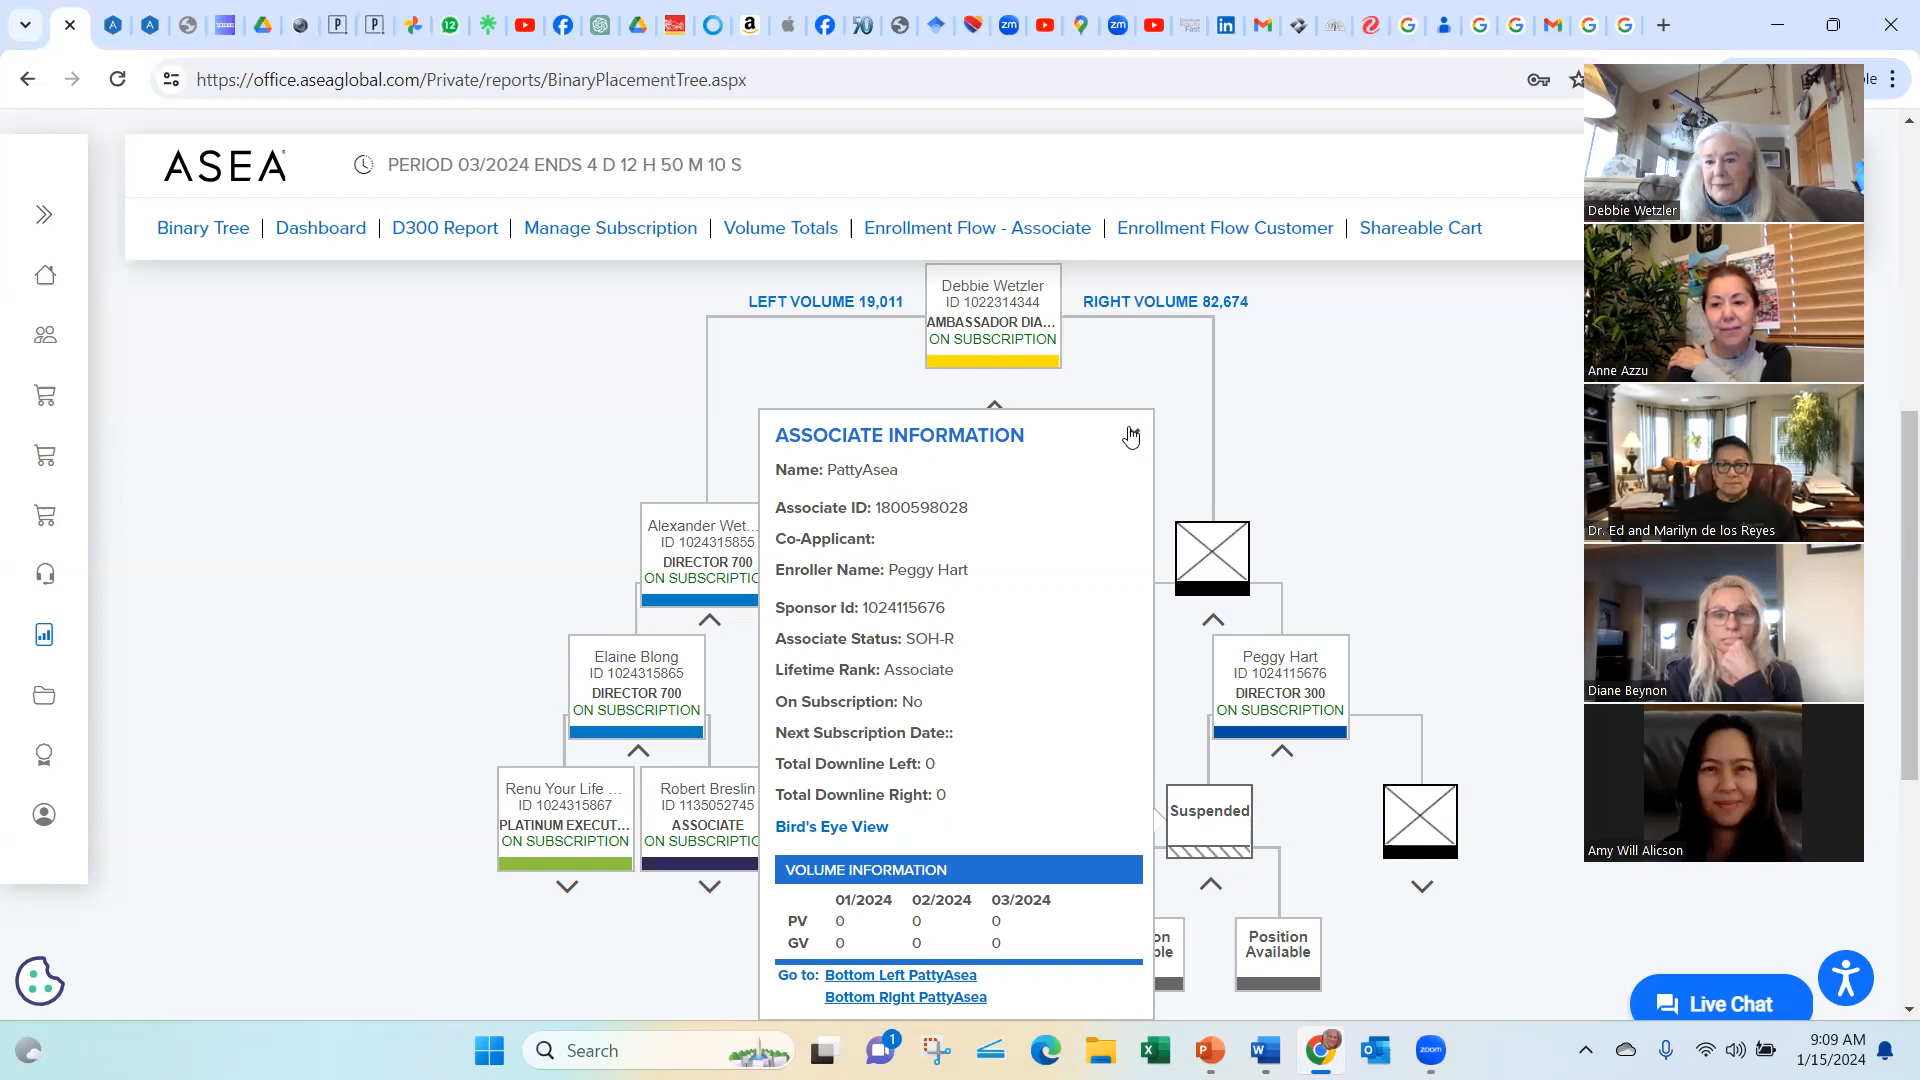 https://office.aseaglobal.com/Private/reports/BinaryPlacementTree.aspx
ASEA
PERIOD 03/2024 ENDS 4 D 12 H 50 M 10 S
Binary Tree | Dashboard | D300 Report | Manage Subscription | Volume Totals | Enrollment Flow - Associate | Enrollment Flow Customer | Shareable Cart
LEFT VOLUME 19,011
Debbie Wetzler
ID 1022314344
AMBASSADOR DIA...
ON SUBSCRIPTION
RIGHT VOLUME 82,674
ASSOCIATE INFORMATION
Name: PattyAsea
Associate ID: 1800598028
Co-Applicant:
Enroller Name: Peggy Hart
Sponsor Id: 1024115676
Associate Status: SOH-R
Lifetime Rank: Associate
On Subscription: No
Next Subscription Date::
Total Downline Left: 0
Total Downline Right: 0
Bird's Eye View
VOLUME INFORMATION
01/2024 02/2024 03/2024
PV 0 0 0
GV 0 0 0
Go to: Bottom Left PattyAsea
Bottom Right PattyAsea
Alexander Wet...
ID 1024315855
DIRECTOR 700
ON SUBSCRIPTIO
Elaine Blong
ID 1024315865
DIRECTOR 700
ON SUBSCRIPTION
Renu Your Life ...
ID 1024315867
PLATINUM EXECUT...
ON SUBSCRIPTION
Robert Breslin
ID 1135052745
ASSOCIATE
ON SUBSCRIPTIO
Peggy Hart
ID 1024115676
DIRECTOR 300
ON SUBSCRIPTION
Suspended
on
ble
Position
Available
Debbie Wetzler
Anne Azzu
Dr. Ed and Marilyn de los Reyes
Diane Beynon
Amy Will Alicson
Live Chat
Search
1
zoom
9:09 AM
1/15/2024